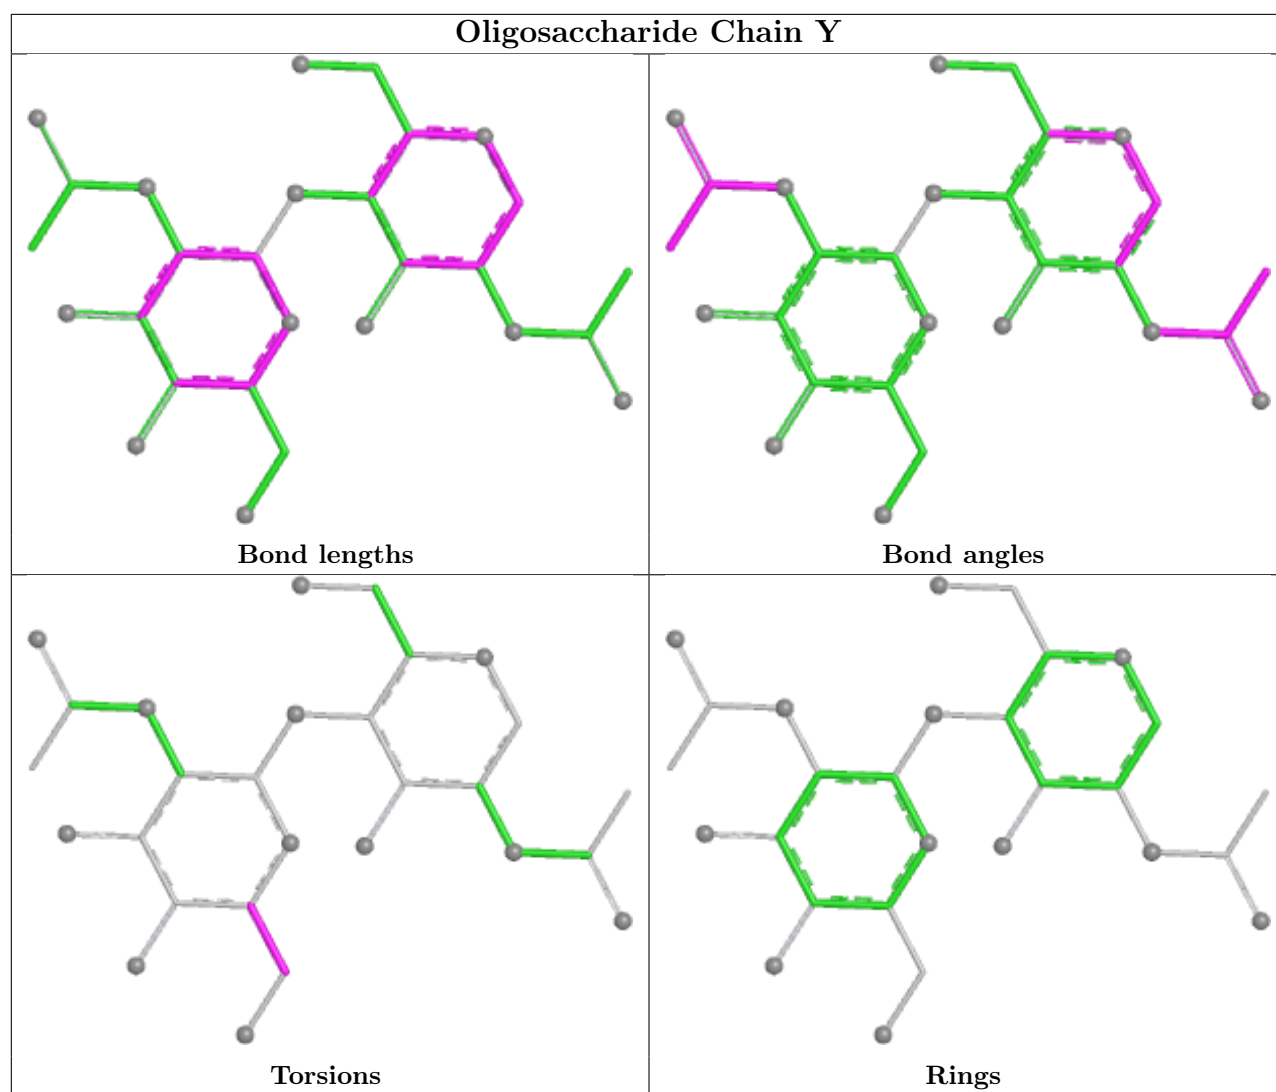 Oligosaccharide Chain Y
Bond lengths
Bond angles
Torsions
Rings